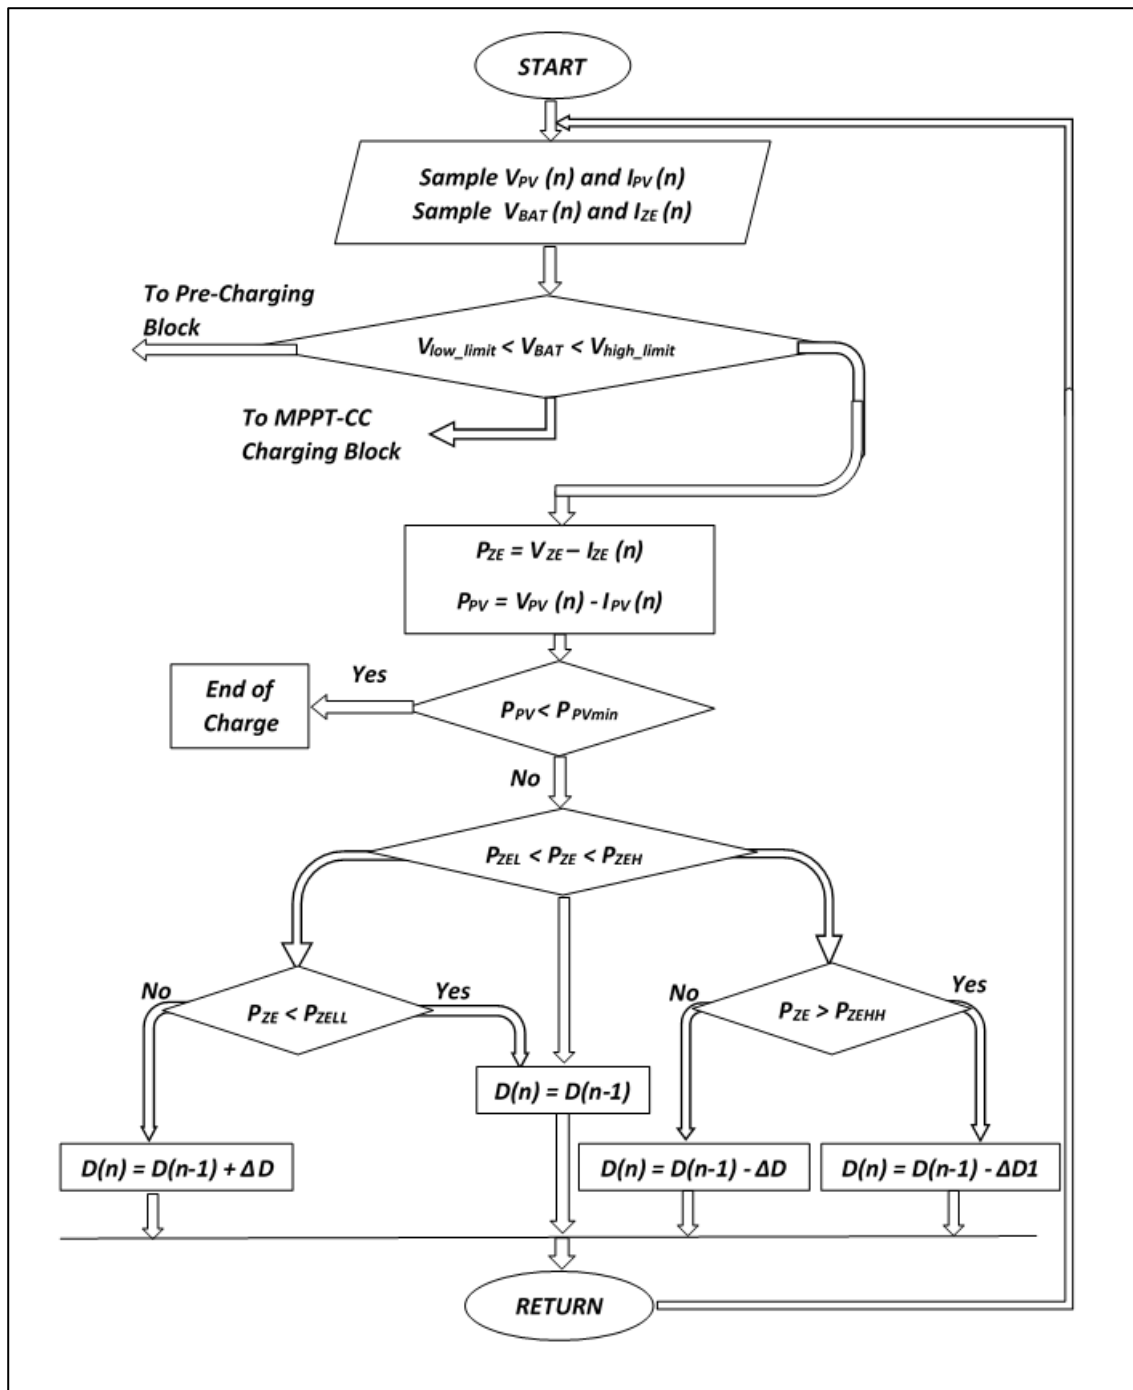 START
Sample V_PV (n) and I_PV (n)
Sample V_BAT (n) and I_ZE (n)
To Pre-Charging
Block
V_low_limit < V_BAT < V_high_limit
To MPPT-CC
Charging Block
P_ZE = V_ZE – I_ZE (n)
P_PV = V_PV (n) - I_PV (n)
Yes
End of
Charge
P_PV < P_PVmin
No
P_ZEL < P_ZE < P_ZEH
No
P_ZE < P_ZELL
Yes
No
P_ZE > P_ZEHH
Yes
D(n) = D(n-1)
D(n) = D(n-1) + Δ D
D(n) = D(n-1) - ΔD
D(n) = D(n-1) - ΔD1
RETURN